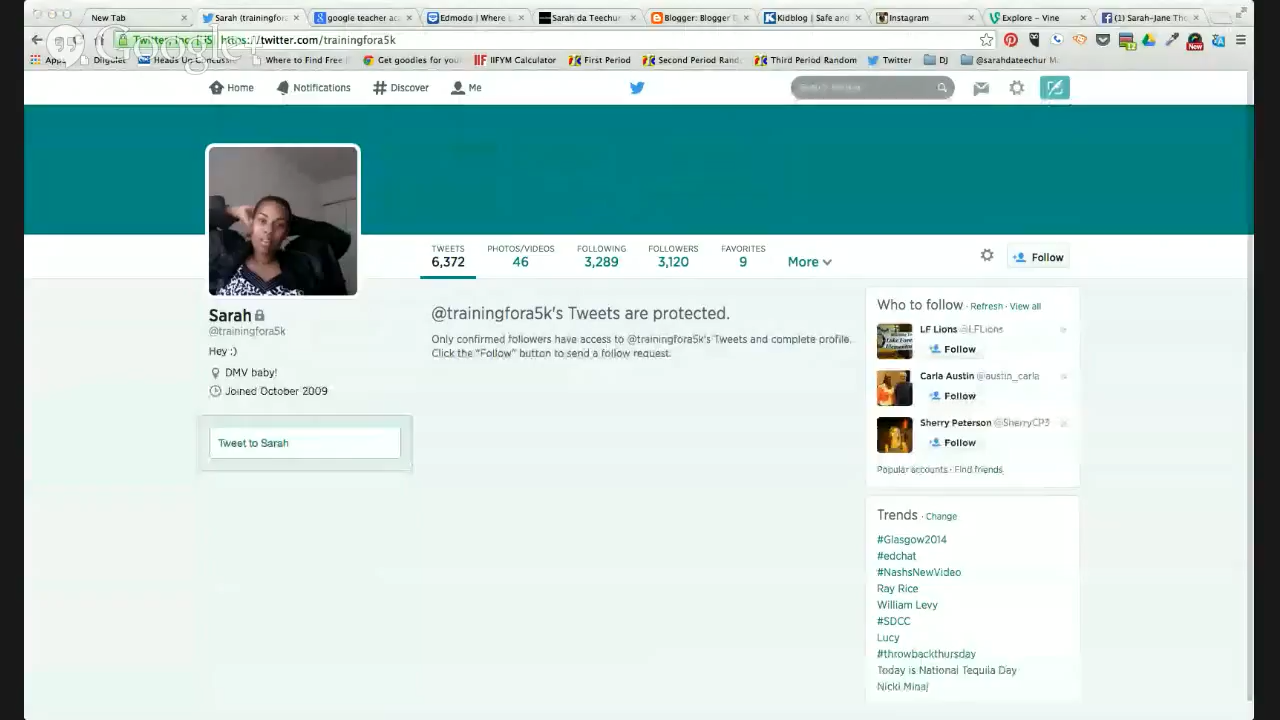 New Tab
Sarah (trainingfor
google teacher ac
Edmodo | Where L
Sarah da Teechur
Blogger: Blogger
Kidblog | Safe and
Instagram
Explore - Vine
(1) Sarah-Jane Th
Google+
https://twitter.com/trainingfora5k
Apps
Heads Up Concuss
Where to Find Free
Get goodies for your
IIFYM Calculator
First Period
Second Period Rand
Third Period Random
Twitter
DJ
@sarahdateechur M
Home
Notifications
Discover
Me
TWEETS
6,372
PHOTOS/VIDEOS
46
FOLLOWING
3,289
FOLLOWERS
3,120
FAVORITES
9
More
Follow
Sarah
@trainingfora5k
Hey :)
DMV baby!
Joined October 2009
Tweet to Sarah
@trainingfora5k's Tweets are protected.
Only confirmed followers have access to @trainingfora5k's Tweets and complete profile.
Click the "Follow" button to send a follow request.
Who to follow · Refresh · View all
LF Lions @LFLions
Follow
Carla Austin @austin_carla
Follow
Sherry Peterson @SherryCP3
Follow
Popular accounts · Find friends
Trends · Change
#Glasgow2014
#edchat
#NashsNewVideo
Ray Rice
William Levy
#SDCC
Lucy
#throwbackthursday
Today is National Tequila Day
Nicki Minaj